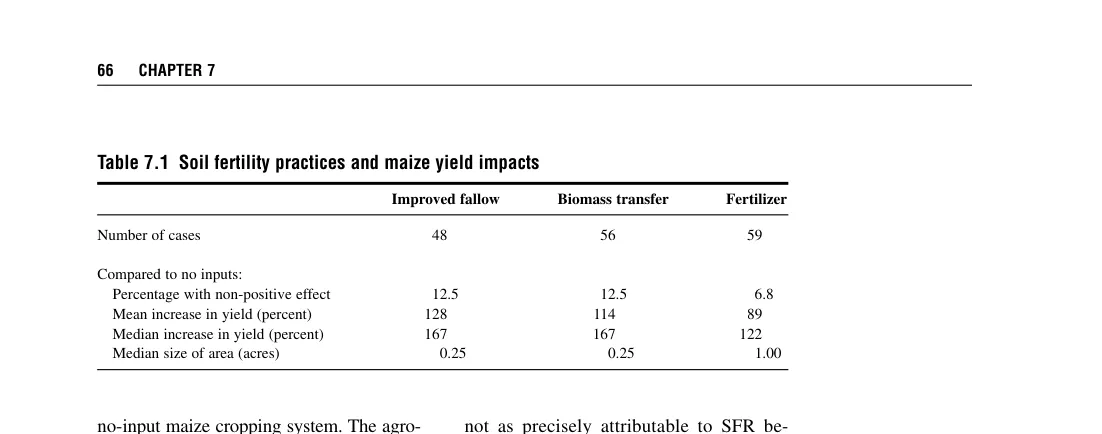 66 CHAPTER 7
Table 7.1 Soil fertility practices and maize yield impacts
Improved fallow Biomass transfer Fertilizer
Number of cases 48 56 59
Compared to no inputs:
Percentage with non-positive effect 12.5 12.5 6.8
Mean increase in yield (percent) 128 114 89
Median increase in yield (percent) 167 167 122
Median size of area (acres) 0.25 0.25 1.00
no-input maize cropping system. The agro-
not as precisely attributable to SFR be-